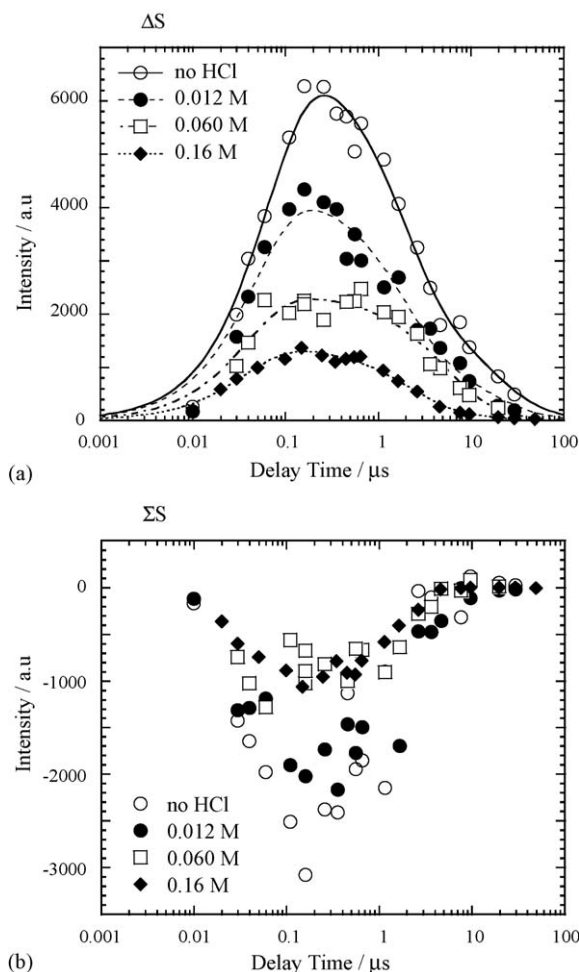 ΔS
no HCl
0.012 M
0.060 M
0.16 M
6000
4000
2000
0
Intensity / a.u
0.001 0.01 0.1 1 10 100
Delay Time / μs
(a)
ΣS
0
-1000
-2000
-3000
Intensity / a.u
no HCl
0.012 M
0.060 M
0.16 M
0.001 0.01 0.1 1 10 100
Delay Time / μs
(b)